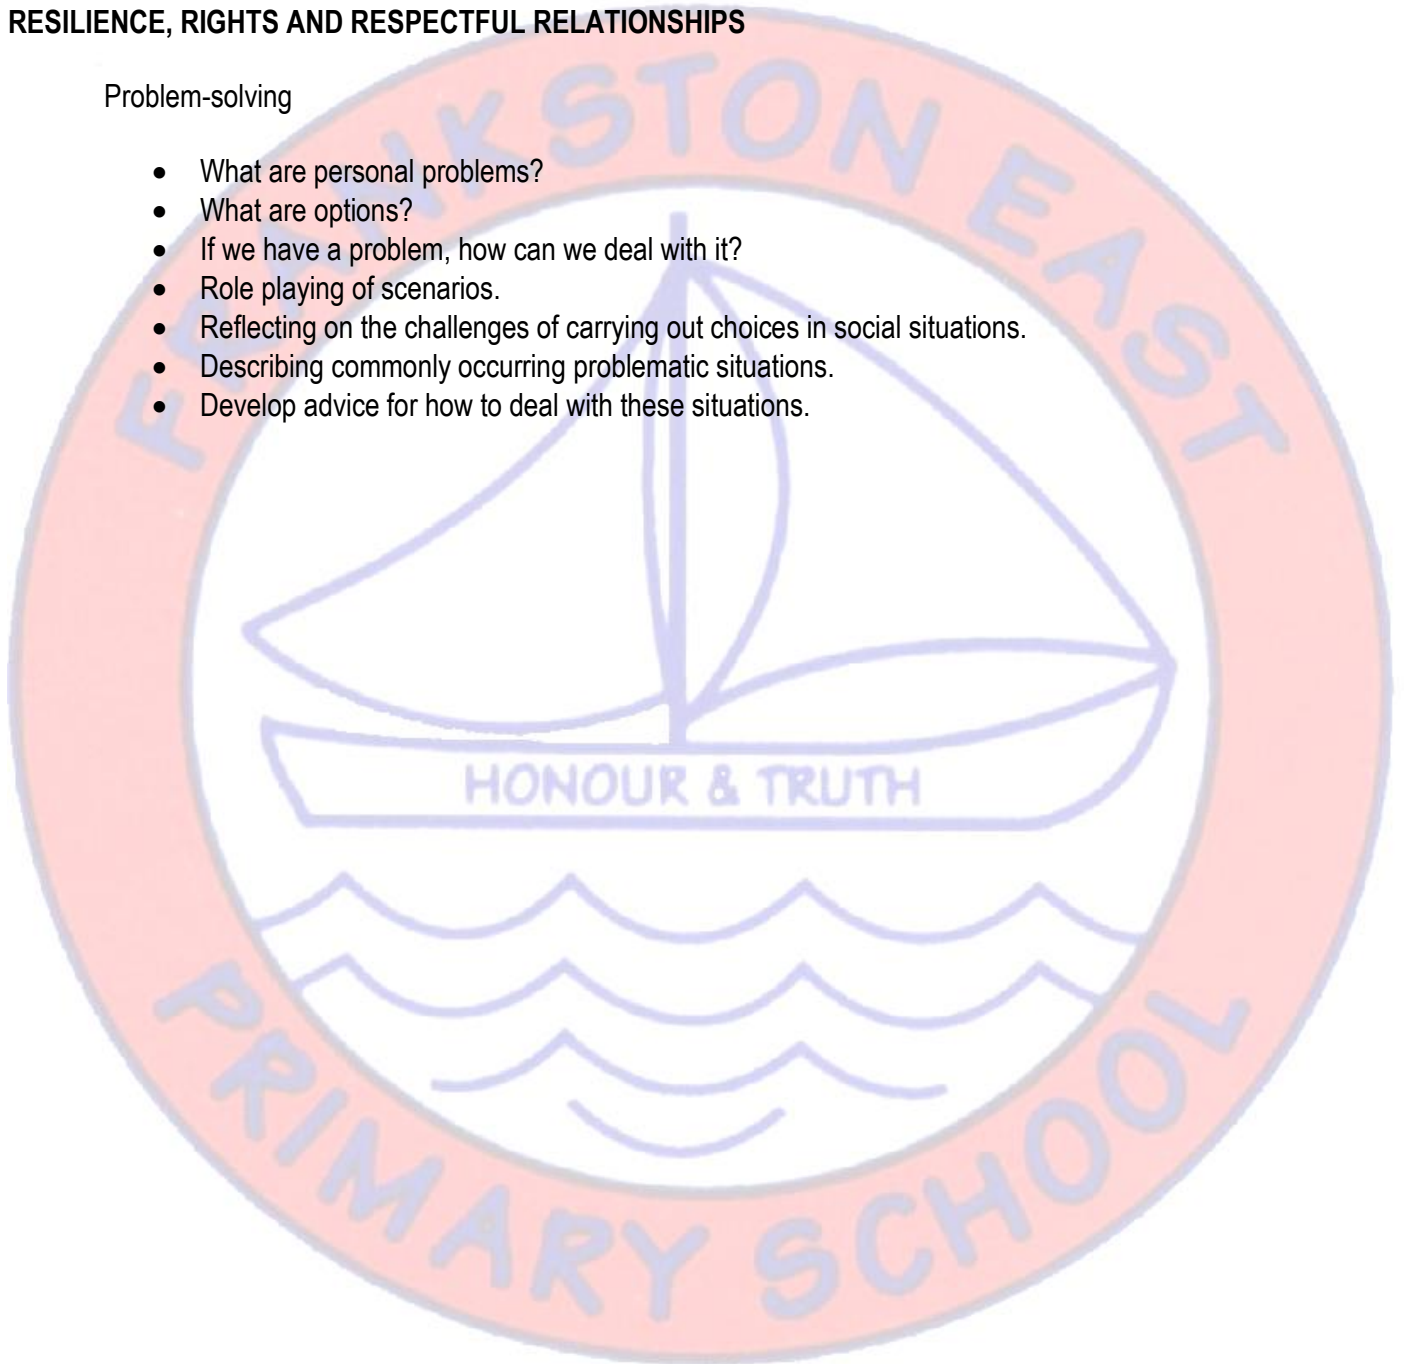 RESILIENCE, RIGHTS AND RESPECTFUL RELATIONSHIPS
Problem-solving
• What are personal problems?
• What are options?
• If we have a problem, how can we deal with it?
• Role playing of scenarios.
• Reflecting on the challenges of carrying out choices in social situations.
• Describing commonly occurring problematic situations.
• Develop advice for how to deal with these situations.
FRANKSTON EAST
HONOUR & TRUTH
PRIMARY SCHOOL